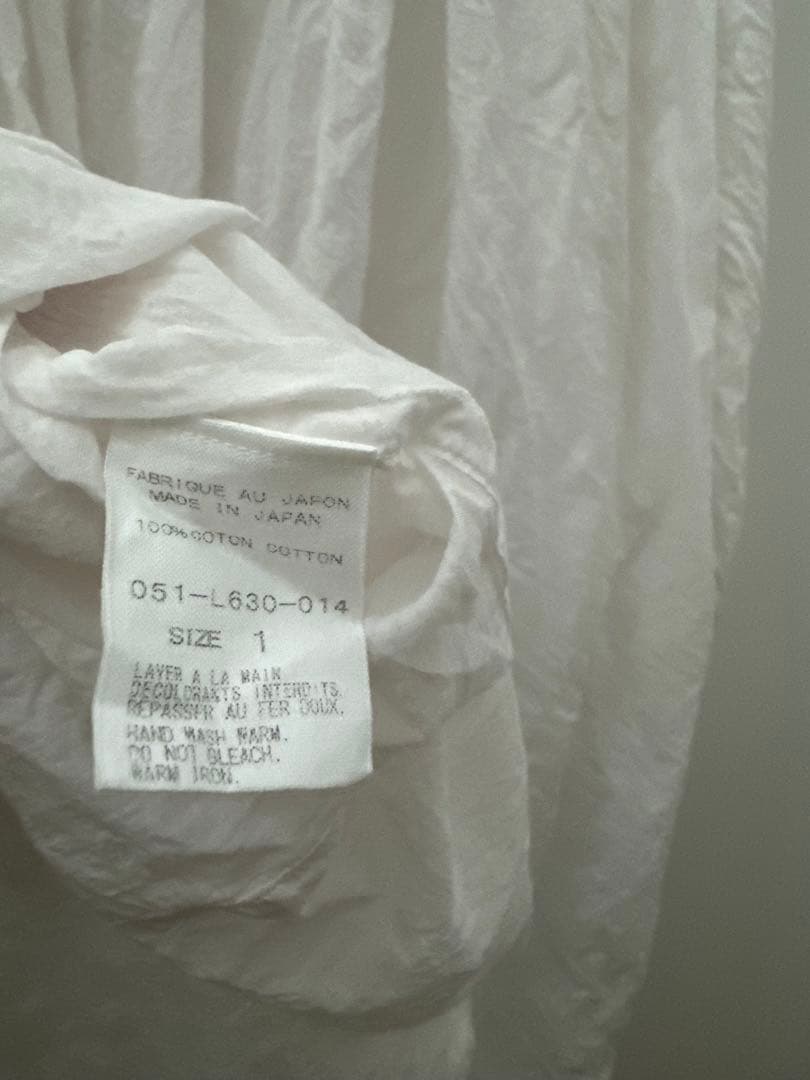 FABRIQUE AU JAPON
MADE IN JAPAN
100%COTON COTTON
051-L630-014
SIZE 1
LAVER A LA MAIN
DECOLORANTS INTERDITS.
REPASSER AU FER DOUX.
HAND WASH WARM.
DO NOT BLEACH.
WARM IRON.